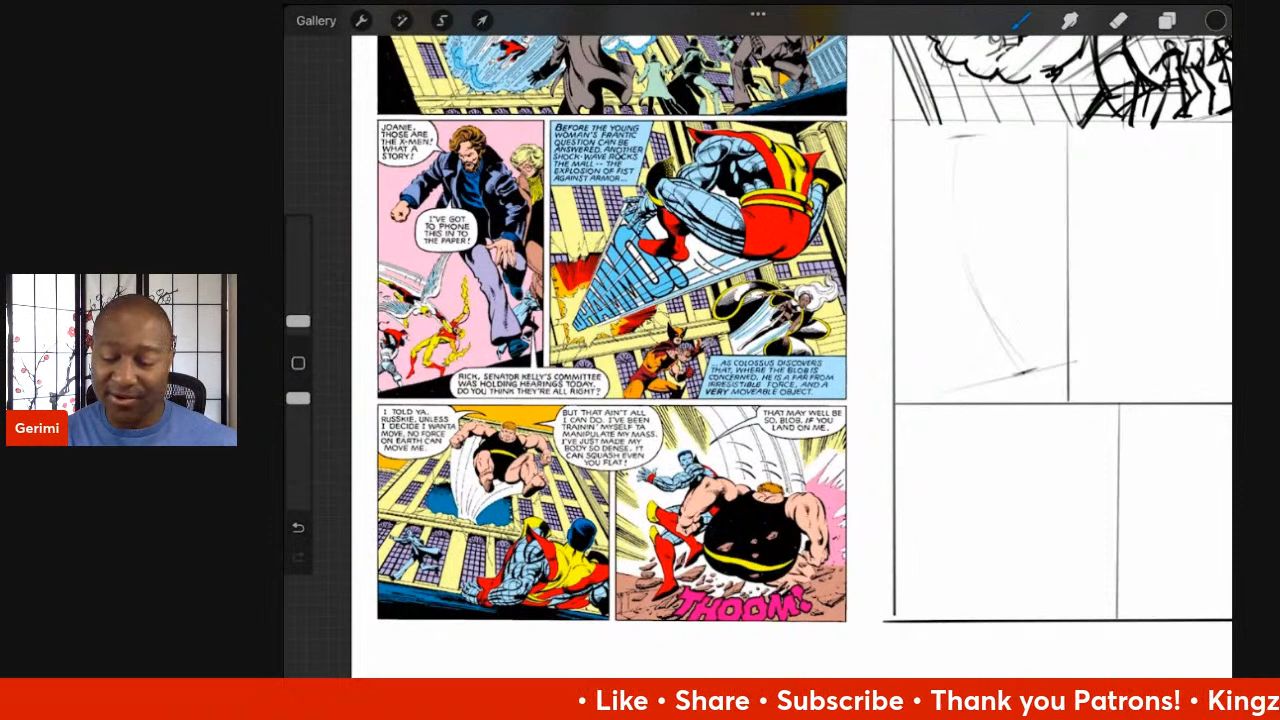 Gallery
JOANIE,
THOSE ARE
THE X-MEN!
WHAT A
STORY!
I'VE GOT
TO PHONE
THIS IN TO
THE PAPER!
RICK, SENATOR KELLY'S COMMITTEE
WAS HOLDING HEARINGS TODAY.
DO YOU THINK THEY'RE ALL RIGHT?
BEFORE THE YOUNG
WOMAN'S FRANTIC
QUESTION CAN BE
ANSWERED, ANOTHER
SHOCK-WAVE ROCKS
THE MALL -- THE
EXPLOSION OF FIST
AGAINST ARMOR...
AS COLOSSUS DISCOVERS
THAT, WHERE THE BLOB IS
CONCERNED, HE IS A FAR FROM
IRRESISTIBLE FORCE, AND A
VERY MOVEABLE OBJECT.
I TOLD YA,
RUSSKIE, UNLESS
I DECIDE I WANTA
MOVE, NO FORCE
ON EARTH CAN
MOVE ME.
BUT THAT AIN'T ALL
I CAN DO. I'VE BEEN
TRAININ' MYSELF TA
MANIPULATE MY MASS.
I'VE JUST MADE MY
BODY SO DENSE, IT
CAN SQUASH EVEN
YOU FLAT!
THAT MAY WELL BE
SO, BLOB. IF YOU
LAND ON ME.
THOOM!
Gerimi
• Like • Share • Subscribe • Thank you Patrons! • Kingz